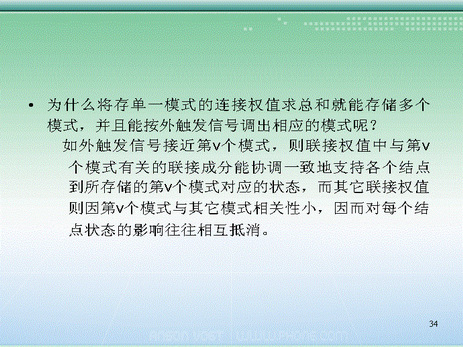 • 为什么将存单一模式的连接权值求总和就能存储多个
模式，并且能按外触发信号调出相应的模式呢？
如外触发信号接近第v个模式，则联接权值中与第v
个模式有关的联接成分能协调一致地支持各个结点
到所存储的第v个模式对应的状态，而其它联接权值
则因第v个模式与其它模式相关性小，因而对每个结
点状态的影响往往相互抵消。
34